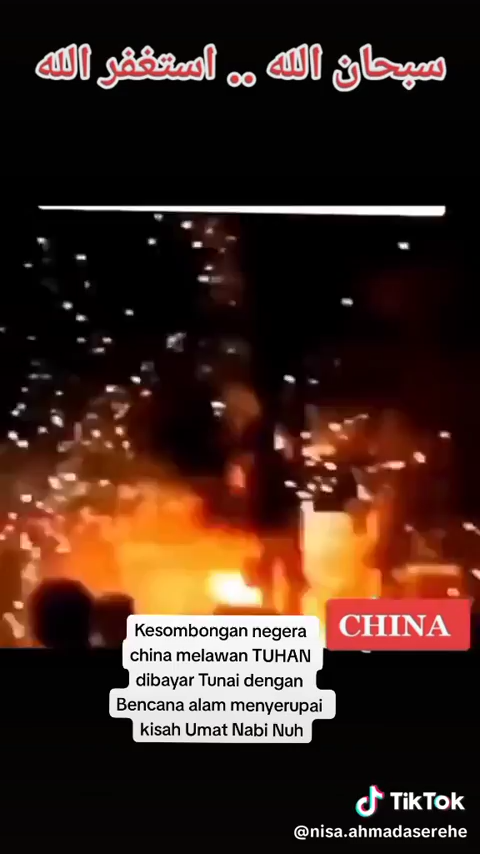 سبحان الله .. استغفر الله
CHINA
Kesombongan negera
china melawan TUHAN
dibayar Tunai dengan
Bencana alam menyerupai
kisah Umat Nabi Nuh
TikTok
@nisa.ahmadaserehe